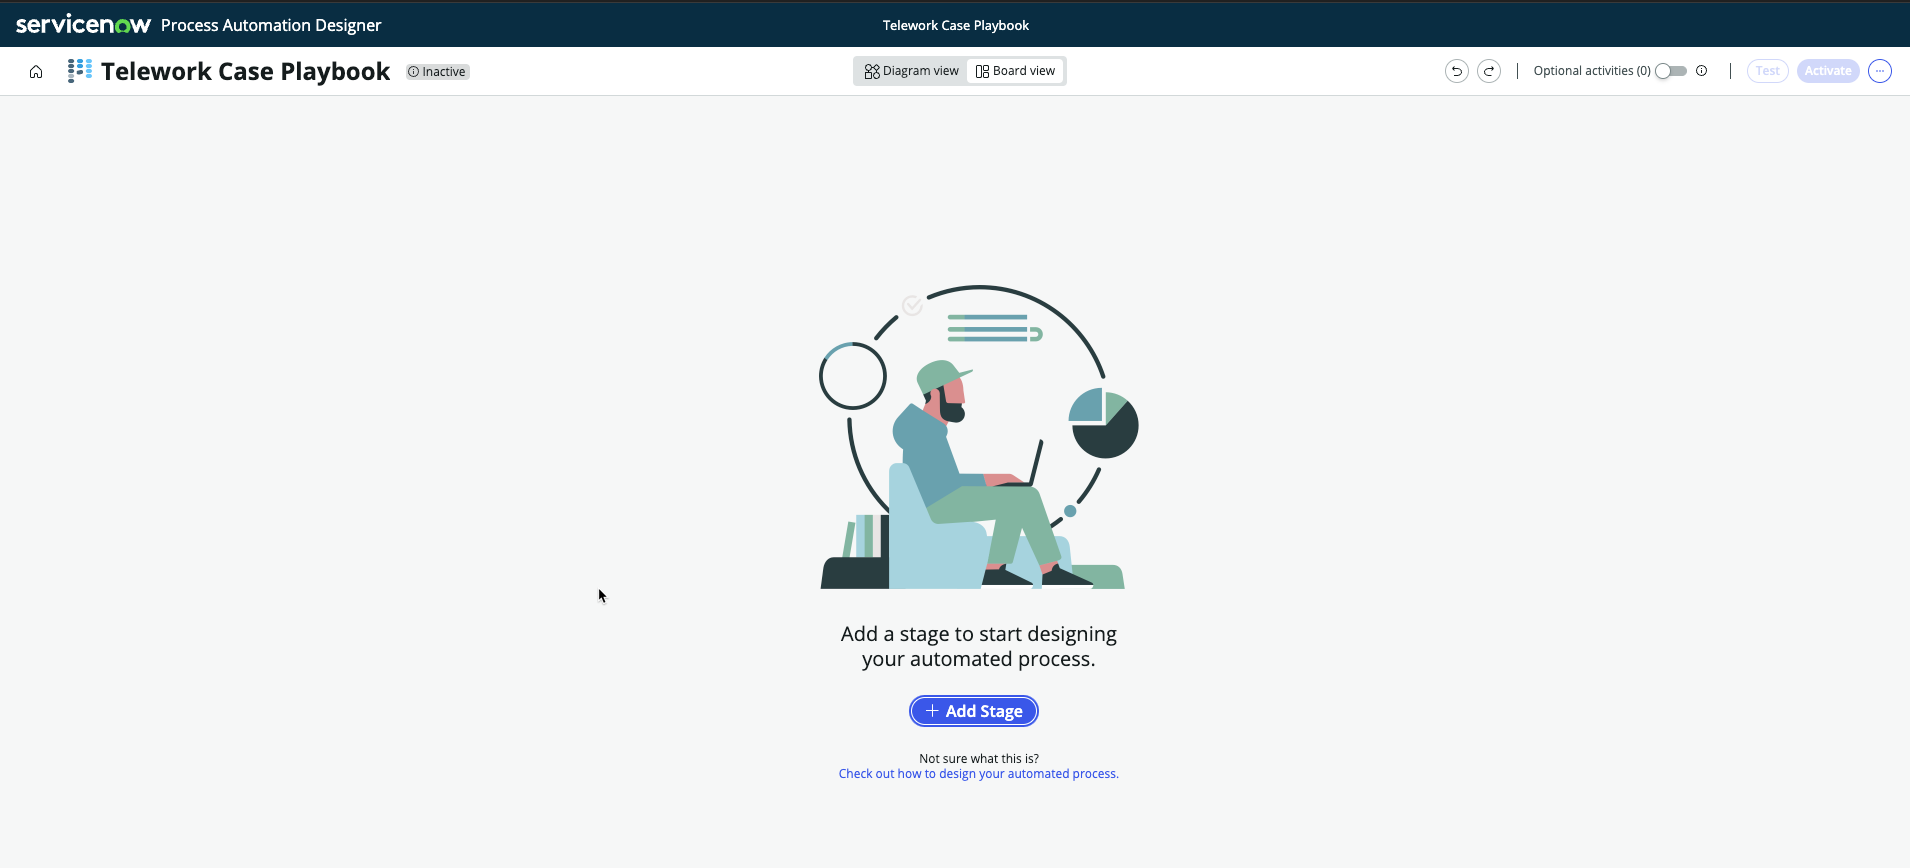 servicenow Process Automation Designer
Telework Case Playbook
Telework Case Playbook
Inactive
Diagram view
Board view
Optional activities (0)
Test
Activate
Add a stage to start designing
your automated process.
+ Add Stage
Not sure what this is?
Check out how to design your automated process.